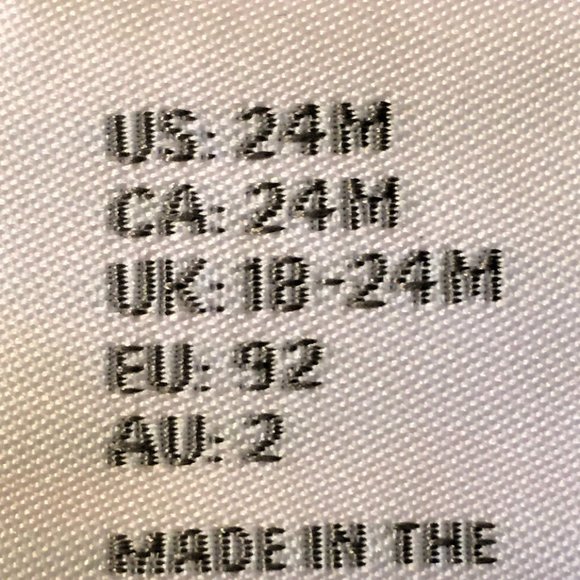 US: 24M
CA: 24M
UK: 18-24M
EU: 92
AU: 2
MADE IN THE